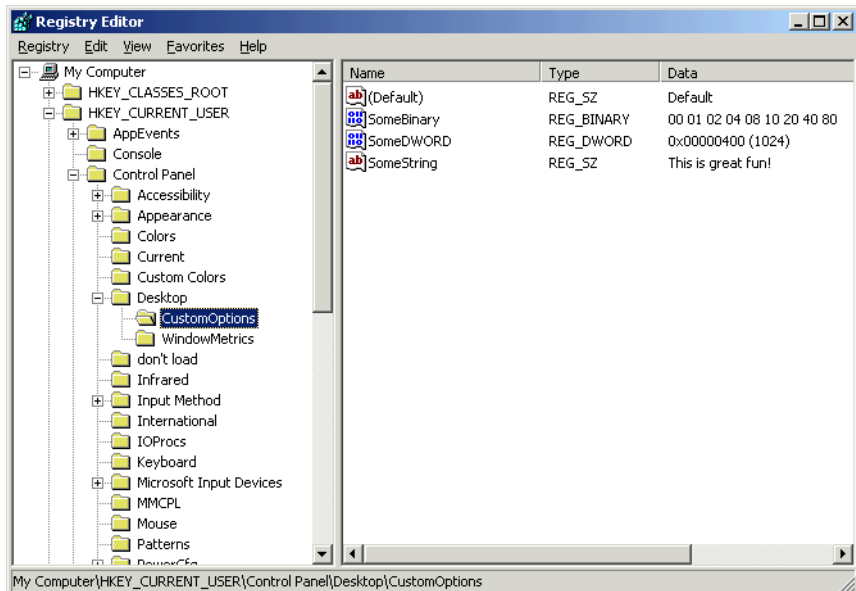 Registry Editor
Registry Edit View Favorites Help
My Computer
HKEY_CLASSES_ROOT
HKEY_CURRENT_USER
AppEvents
Console
Control Panel
Accessibility
Appearance
Colors
Current
Custom Colors
Desktop
CustomOptions
WindowMetrics
don't load
Infrared
Input Method
International
IOProcs
Keyboard
Microsoft Input Devices
MMCPL
Mouse
Patterns
PowerCfg
Name Type Data
(Default) REG_SZ Default
SomeBinary REG_BINARY 00 01 02 04 08 10 20 40 80
SomeDWORD REG_DWORD 0x00000400 (1024)
SomeString REG_SZ This is great fun!
My Computer\HKEY_CURRENT_USER\Control Panel\Desktop\CustomOptions